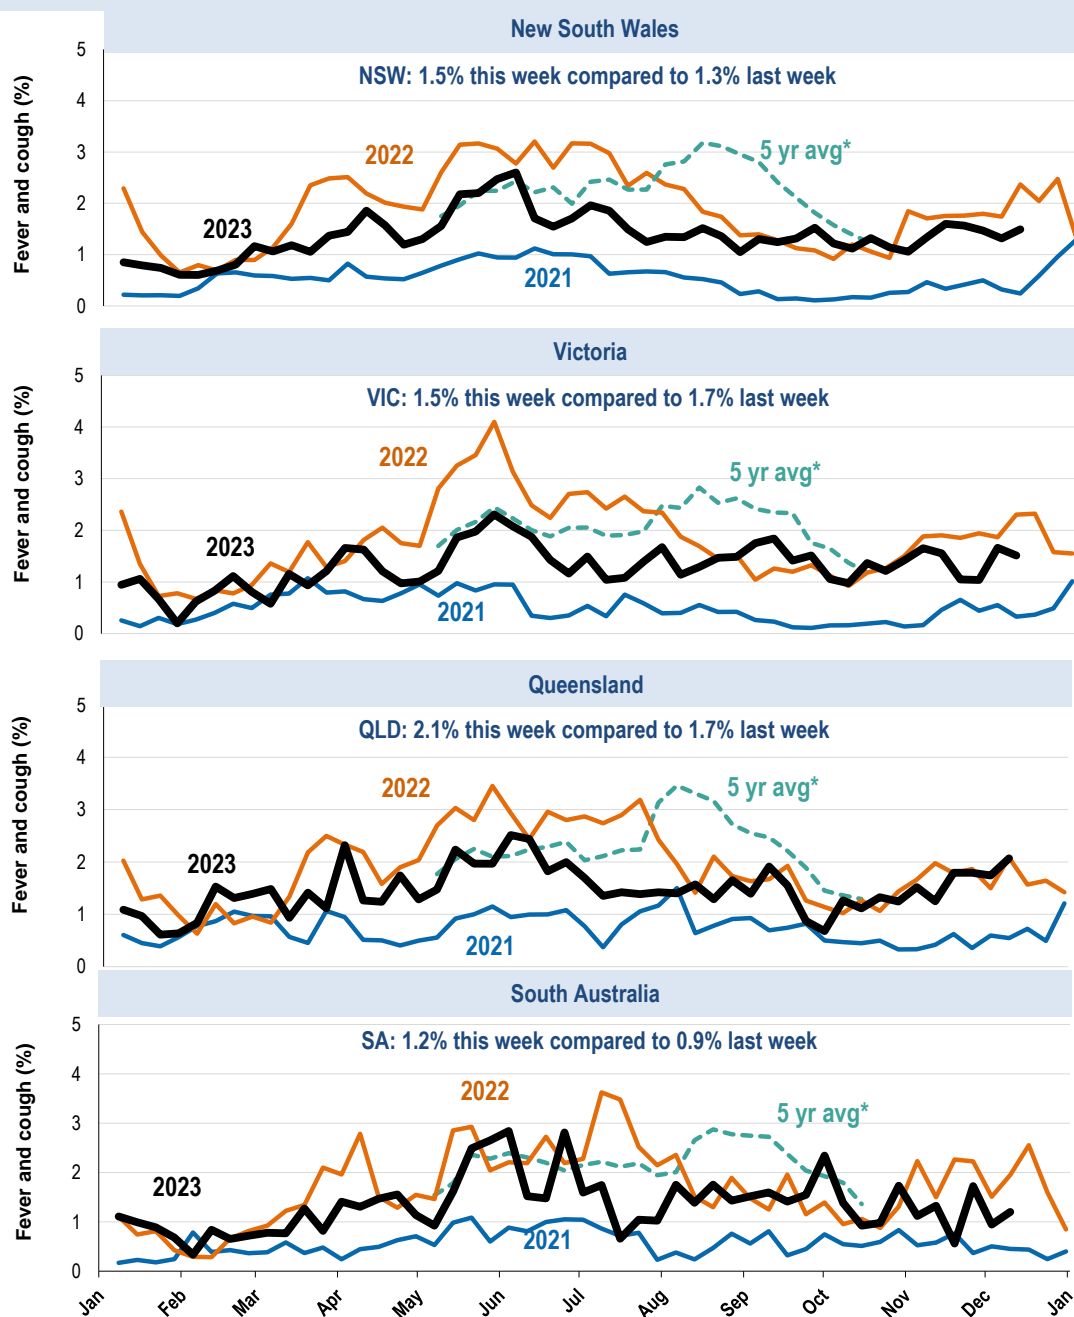 New South Wales
NSW: 1.5% this week compared to 1.3% last week
Fever and cough (%)
5
4
3
2
1
0
2022
5 yr avg*
2023
2021
Victoria
VIC: 1.5% this week compared to 1.7% last week
Fever and cough (%)
5
4
3
2
1
0
2022
5 yr avg*
2023
2021
Queensland
QLD: 2.1% this week compared to 1.7% last week
Fever and cough (%)
5
4
3
2
1
0
2022
5 yr avg*
2023
2021
South Australia
SA: 1.2% this week compared to 0.9% last week
Fever and cough (%)
5
4
3
2
1
0
2022
5 yr avg*
2023
2021
Jan Feb Mar Apr May Jun Jul Aug Sep Oct Nov Dec Jan